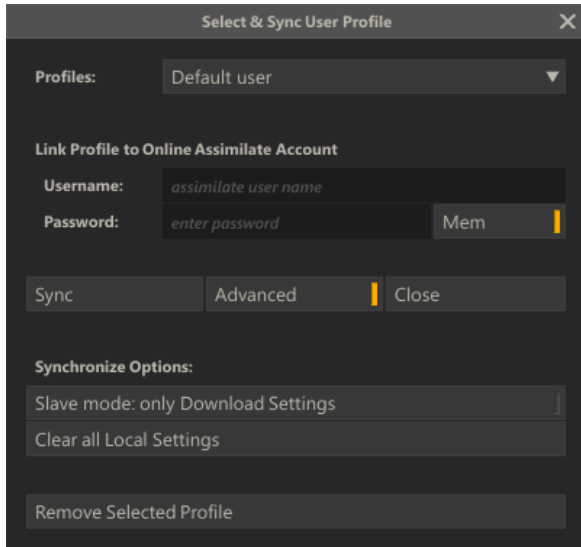 Select & Sync User Profile
Profiles: Default user
Link Profile to Online Assimilate Account
Username: assimilate user name
Password: enter password Mem
Sync Advanced Close
Synchronize Options:
Slave mode: only Download Settings
Clear all Local Settings
Remove Selected Profile